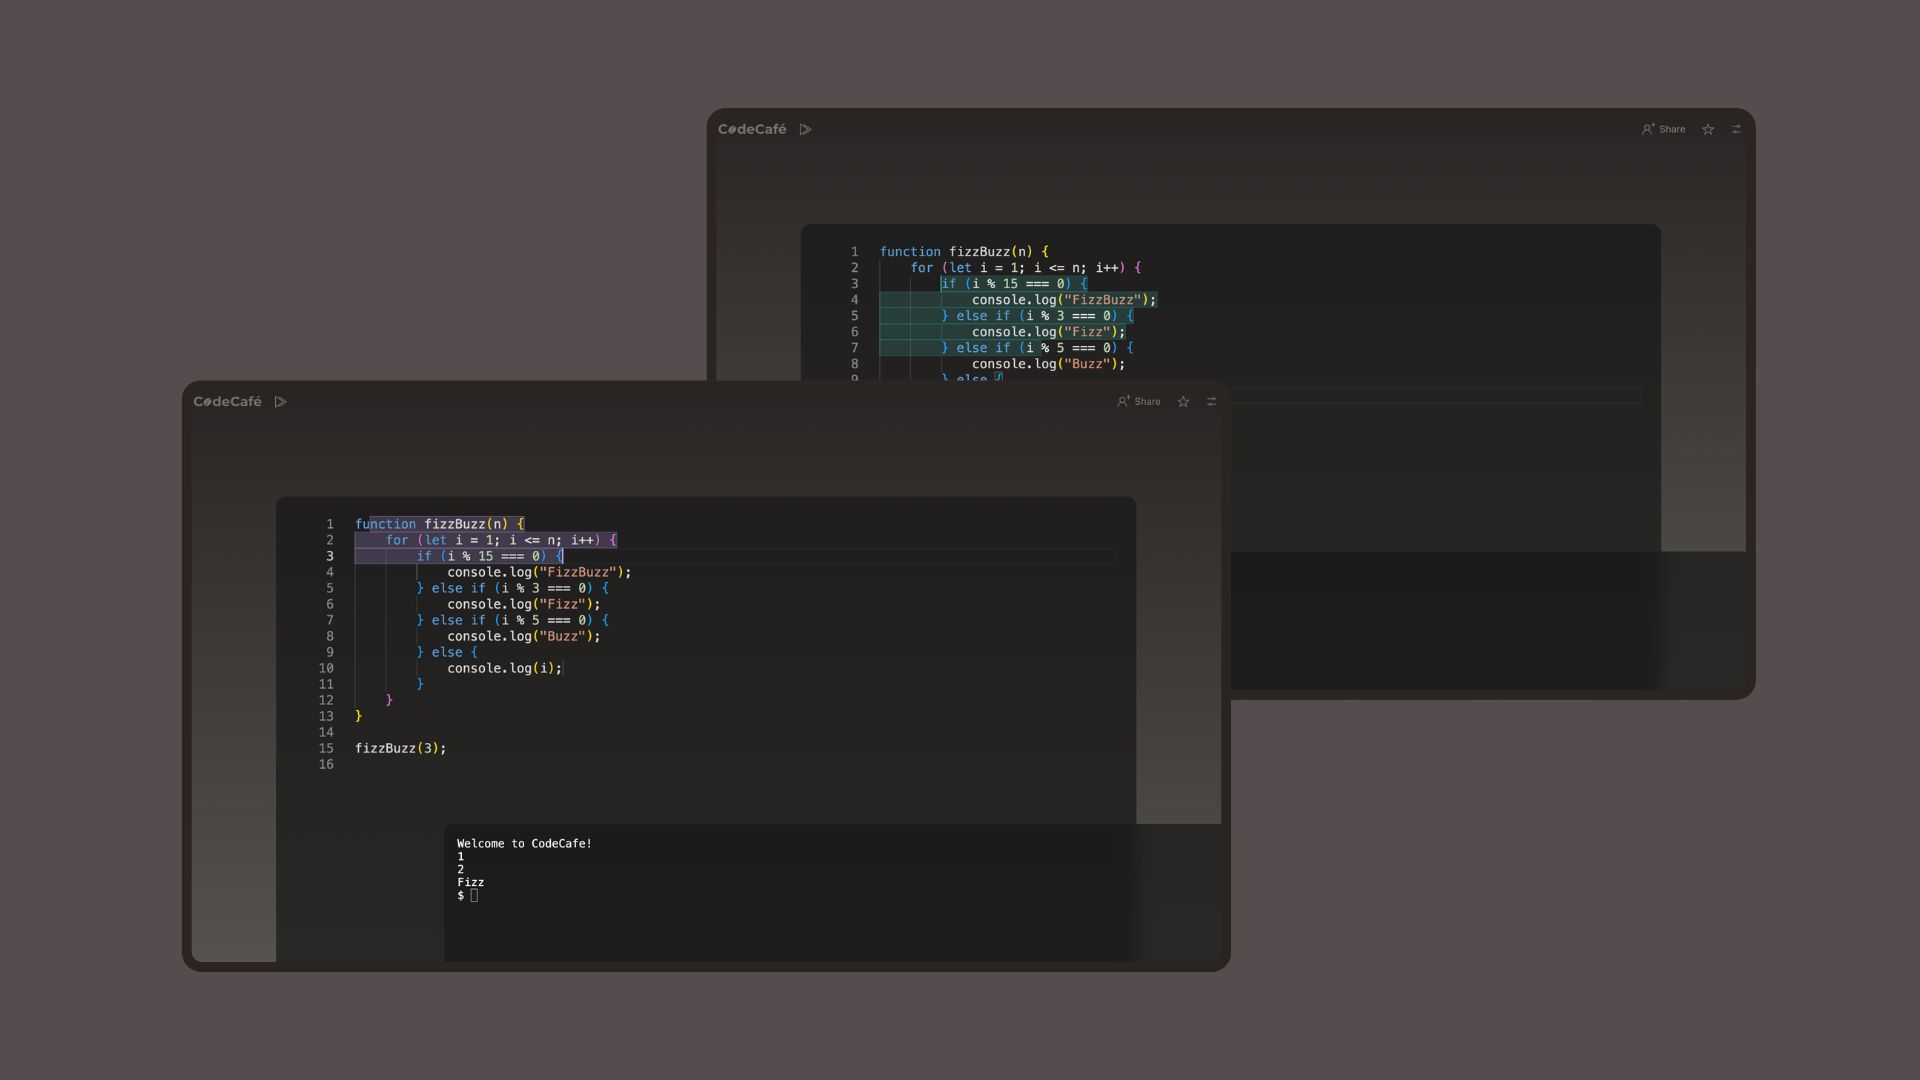 CodeCafé Share
1 function fizzBuzz(n) {
2 for (let i = 1; i <= n; i++) {
3 if (i % 15 === 0) {
4 console.log("FizzBuzz");
5 } else if (i % 3 === 0) {
6 console.log("Fizz");
7 } else if (i % 5 === 0) {
8 console.log("Buzz");
9 } else {
CodeCafé Share
1 function fizzBuzz(n) {
2 for (let i = 1; i <= n; i++) {
3 if (i % 15 === 0) {
4 console.log("FizzBuzz");
5 } else if (i % 3 === 0) {
6 console.log("Fizz");
7 } else if (i % 5 === 0) {
8 console.log("Buzz");
9 } else {
10 console.log(i);
11 }
12 }
13 }
14
15 fizzBuzz(3);
16
Welcome to CodeCafe!
1
2
Fizz
$